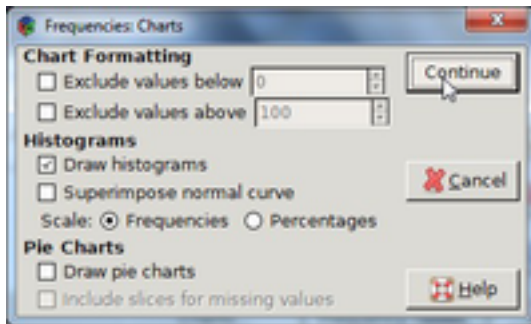 Frequencies: Charts
Chart Formatting
Exclude values below 0
Exclude values above 100
Continue
Histograms
Draw histograms
Superimpose normal curve
Cancel
Scale: Frequencies Percentages
Pie Charts
Draw pie charts
Include slices for missing values
Help